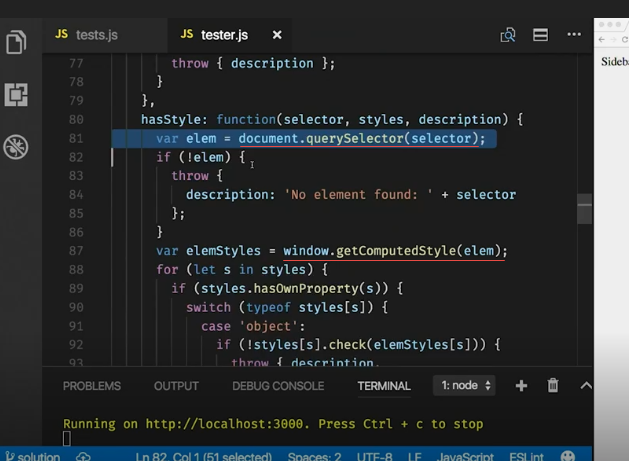 JS tests.js
JS tester.js ×
77 throw { description };
78 }
79 },
80 hasStyle: function(selector, styles, description) {
81 var elem = document.querySelector(selector);
82 if (!elem) {
83 throw {
84 description: 'No element found: ' + selector
85 };
86 }
87 var elemStyles = window.getComputedStyle(elem);
88 for (let s in styles) {
89 if (styles.hasOwnProperty(s)) {
90 switch (typeof styles[s]) {
91 case 'object':
92 if (!styles[s].check(elemStyles[s])) {
93 throw { description,
PROBLEMS OUTPUT DEBUG CONSOLE TERMINAL 1: node
Running on http://localhost:3000. Press Ctrl + c to stop
solution Ln 82, Col 1 (51 selected) Spaces: 2 UTF-8 LF JavaScript ESLint